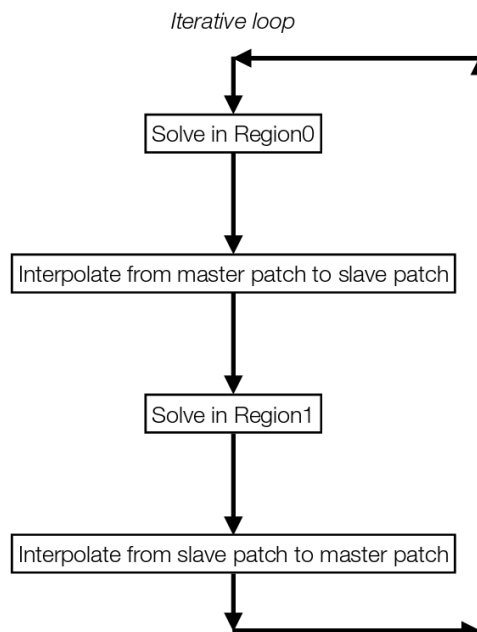 Iterative loop
Solve in Region0
Interpolate from master patch to slave patch
Solve in Region1
Interpolate from slave patch to master patch